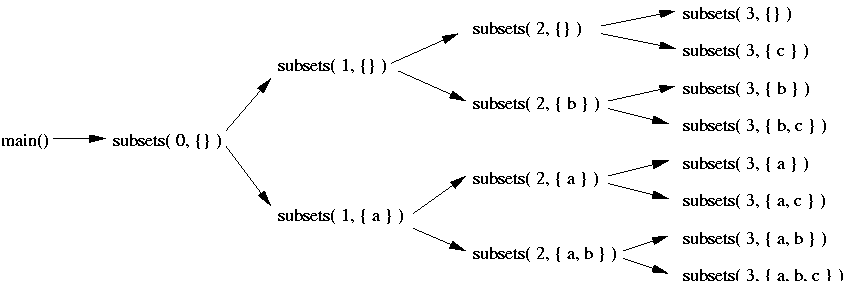 main()
subsets( 0, {} )
subsets( 1, {} )
subsets( 1, { a } )
subsets( 2, {} )
subsets( 2, { b } )
subsets( 2, { a } )
subsets( 2, { a, b } )
subsets( 3, {} )
subsets( 3, { c } )
subsets( 3, { b } )
subsets( 3, { b, c } )
subsets( 3, { a } )
subsets( 3, { a, c } )
subsets( 3, { a, b } )
subsets( 3, { a, b, c } )